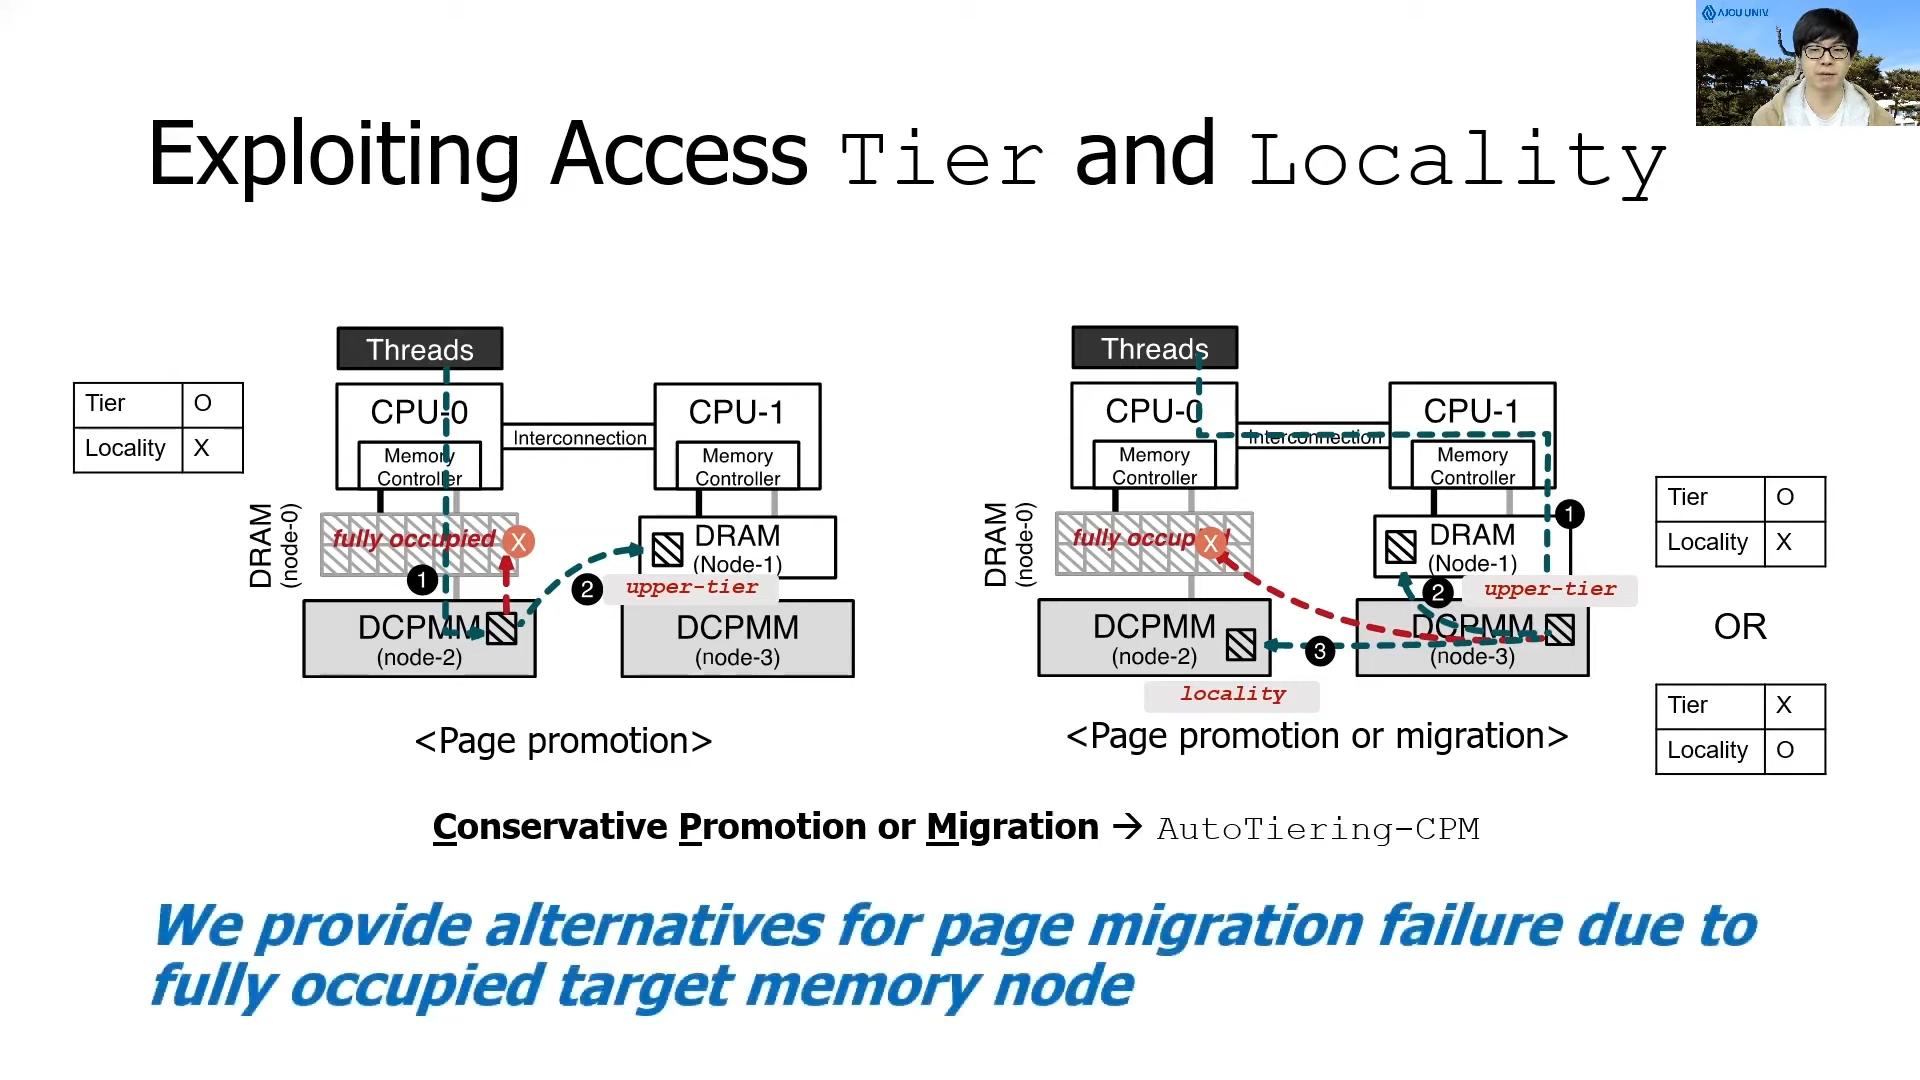 AJOU UNIV.
Exploiting Access Tier and Locality
Threads
CPU-0
CPU-1
Interconnection
Memory
Controller
Memory
Controller
Tier O
Locality X
DRAM
(node-0)
fully occupied
X
1
DRAM
(Node-1)
2
upper-tier
DCPMM
(node-2)
DCPMM
(node-3)
<Page promotion>
Threads
CPU-0
CPU-1
Interconnection
Memory
Controller
Memory
Controller
DRAM
(node-0)
fully occup
X
DRAM
(Node-1)
1
2
upper-tier
DCPMM
(node-2)
3
DCPMM
(node-3)
locality
<Page promotion or migration>
Tier O
Locality X
OR
Tier X
Locality O
Conservative Promotion or Migration → AutoTiering-CPM
We provide alternatives for page migration failure due to
fully occupied target memory node